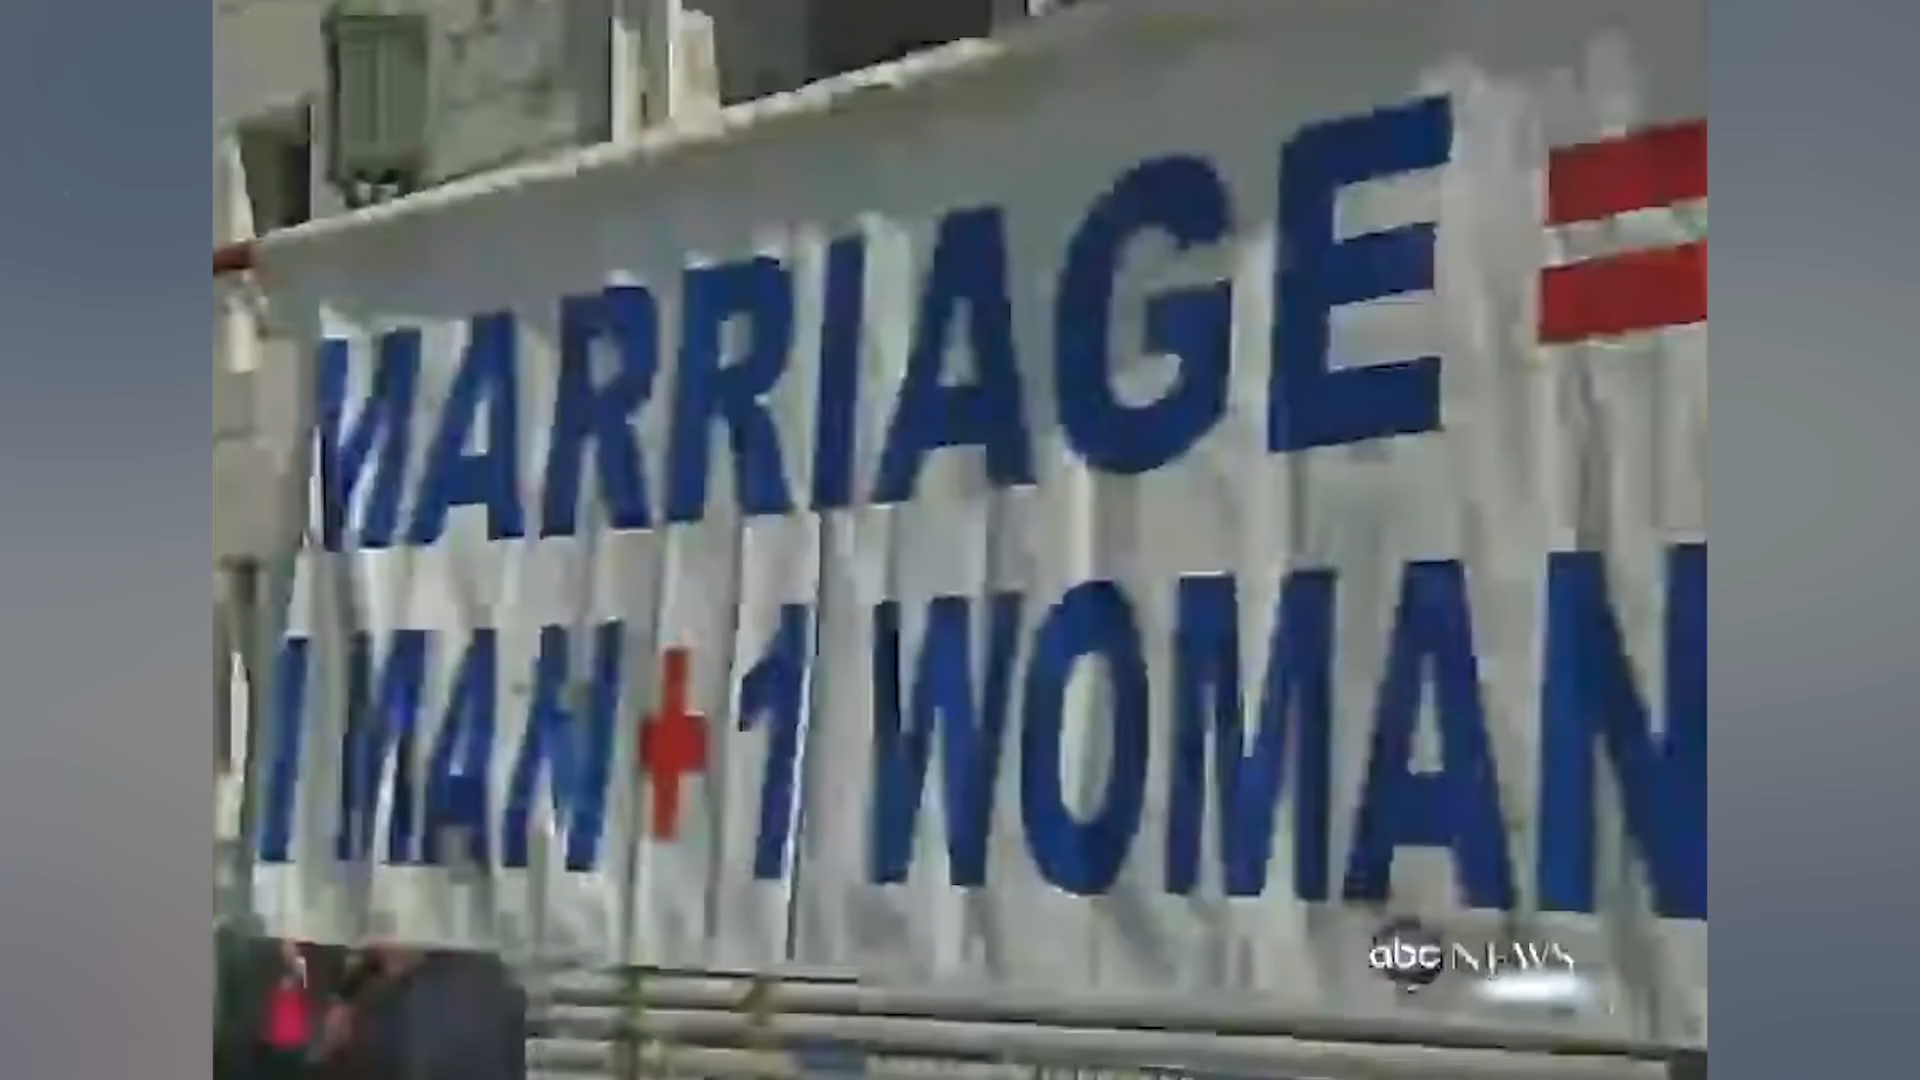 MARRIAGE =
1 MAN + 1 WOMAN
abc NEWS